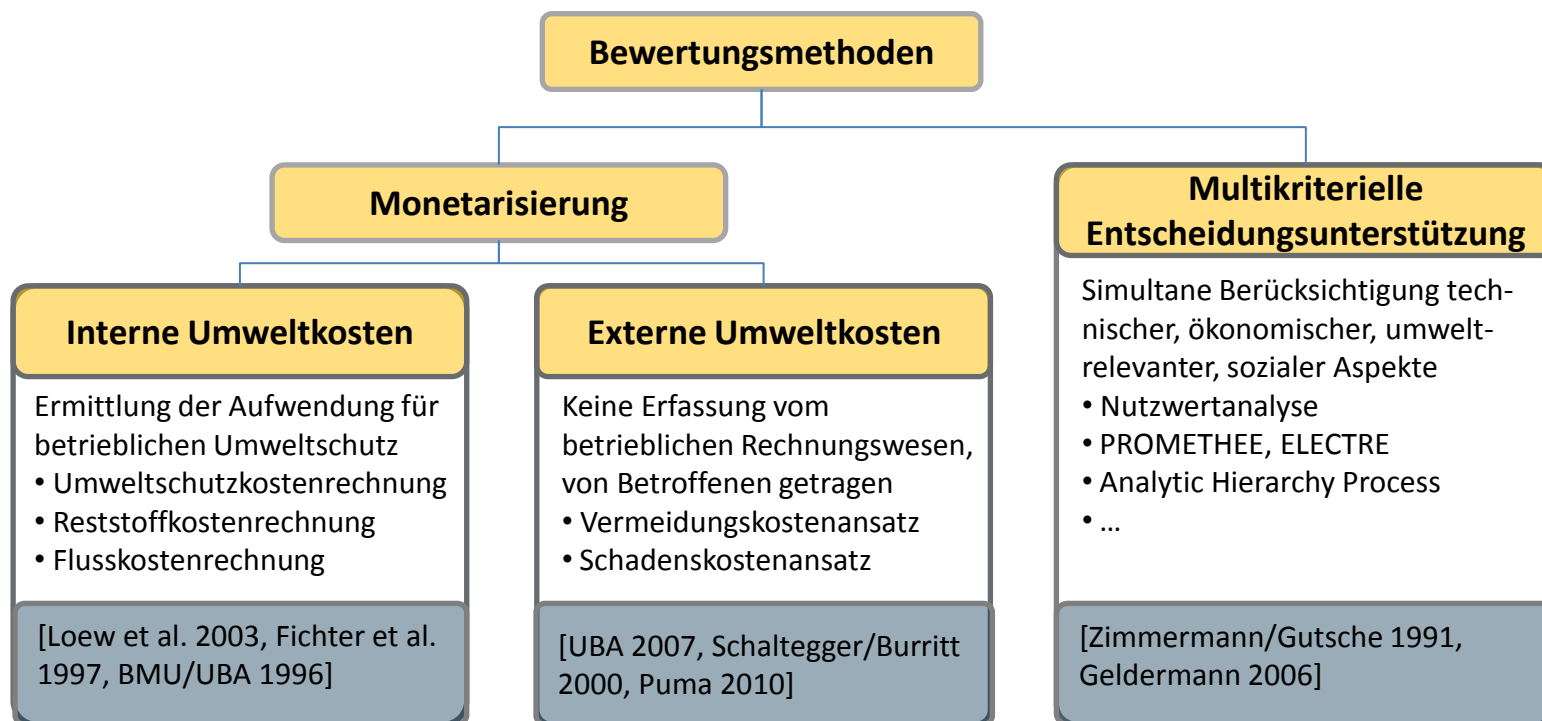 Bewertungsmethoden
Monetarisierung
Multikriterielle
Entscheidungsunterstützung
Simultane Berücksichtigung tech-
nischer, ökonomischer, umwelt-
relevanter, sozialer Aspekte
• Nutzwertanalyse
• PROMETHEE, ELECTRE
• Analytic Hierarchy Process
• ...
[Zimmermann/Gutsche 1991,
Geldermann 2006]
Interne Umweltkosten
Ermittlung der Aufwendung für
betrieblichen Umweltschutz
• Umweltschutzkostenrechnung
• Reststoffkostenrechnung
• Flusskostenrechnung
[Loew et al. 2003, Fichter et al.
1997, BMU/UBA 1996]
Externe Umweltkosten
Keine Erfassung vom
betrieblichen Rechnungswesen,
von Betroffenen getragen
• Vermeidungskostenansatz
• Schadenskostenansatz
[UBA 2007, Schaltegger/Burritt
2000, Puma 2010]